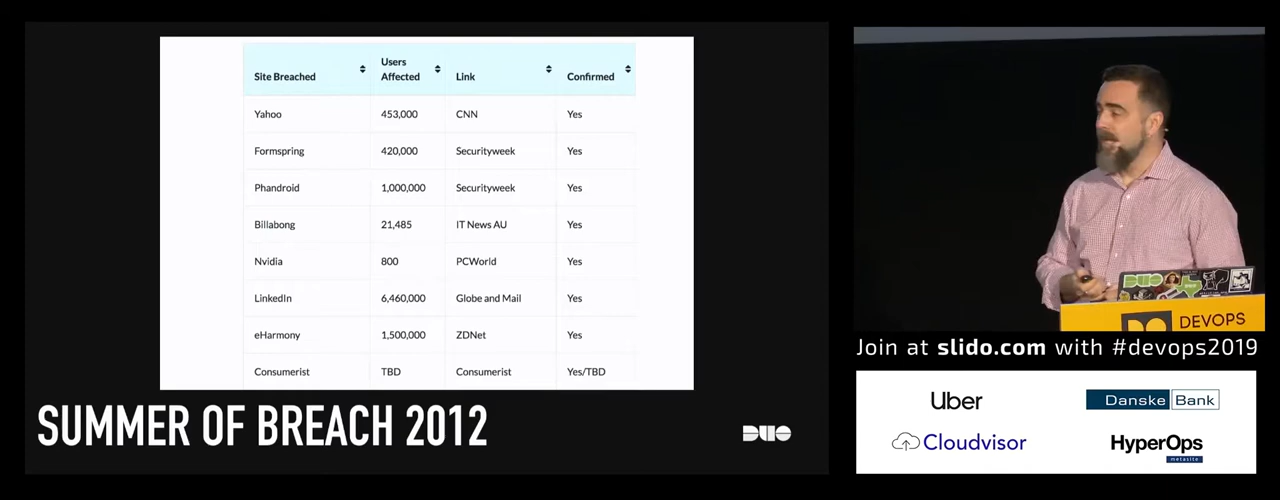 Site Breached Users Affected Link Confirmed
Yahoo 453,000 CNN Yes
Formspring 420,000 Securityweek Yes
Phandroid 1,000,000 Securityweek Yes
Billabong 21,485 IT News AU Yes
Nvidia 800 PCWorld Yes
LinkedIn 6,460,000 Globe and Mail Yes
eHarmony 1,500,000 ZDNet Yes
Consumerist TBD Consumerist Yes/TBD
SUMMER OF BREACH 2012
DUO
DUO
DEVOPS
Join at slido.com with #devops2019
Uber
Danske Bank
Cloudvisor
HyperOps
metasite